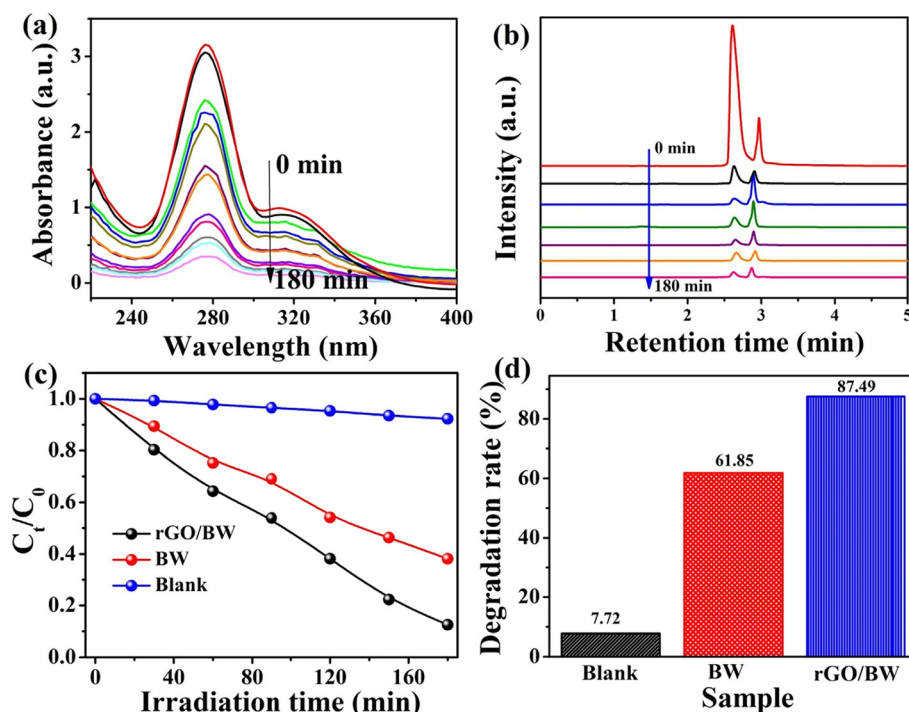 (a)
Absorbance (a.u.)
3
2
1
0
0 min
180 min
240 280 320 360 400
Wavelength (nm)
(b)
Intensity (a.u.)
0 min
180 min
0 1 2 3 4 5
Retention time (min)
(c)
Ct/C0
1.0
0.8
0.6
0.4
0.2
0.0
rGO/BW
BW
Blank
0 40 80 120 160
Irradiation time (min)
(d)
Degradation rate (%)
80
60
40
20
0
7.72
61.85
87.49
Blank BW rGO/BW
Sample